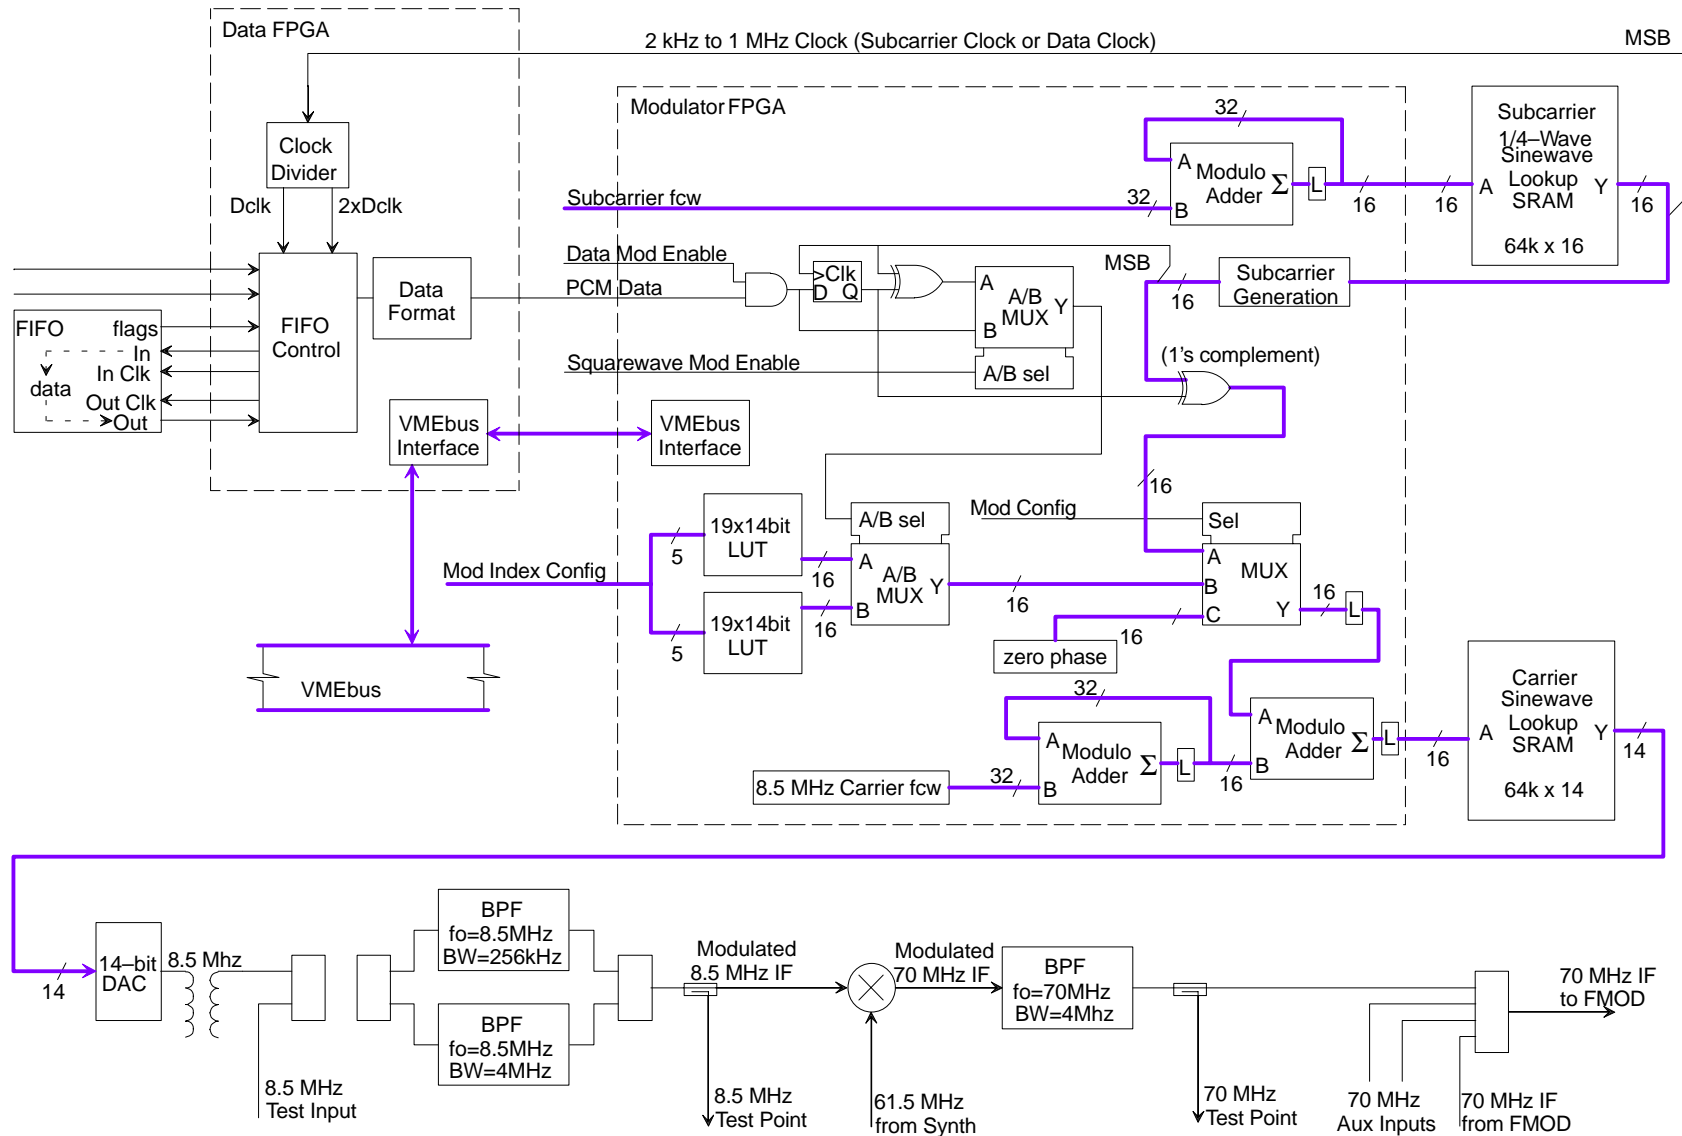 Data FPGA
2 kHz to 1 MHz Clock (Subcarrier Clock or Data Clock)
MSB
Modulator FPGA
Clock
Divider
Dclk
2xDclk
FIFO
Control
Data
Format
FIFO
flags
In
In Clk
data
Out Clk
Out
VMEbus
Interface
VMEbus
Interface
VMEbus
Subcarrier fcw
32
32
A
B
Modulo
Adder
Σ
L
16
16
Subcarrier
1/4–Wave
Sinewave
Lookup
SRAM
A
Y
64k x 16
16
Data Mod Enable
PCM Data
>Clk
D Q
A
B
A/B
MUX
Y
A/B sel
Squarewave Mod Enable
MSB
16
Subcarrier
Generation
(1's complement)
16
Mod Index Config
5
5
19x14bit
LUT
19x14bit
LUT
16
16
A/B sel
A
B
A/B
MUX
Y
16
Mod Config
Sel
A
B
C
MUX
Y
16
zero phase
16
L
8.5 MHz Carrier fcw
32
32
A
B
Modulo
Adder
Σ
L
16
A
B
Modulo
Adder
Σ
L
16
Carrier
Sinewave
Lookup
SRAM
A
Y
64k x 14
14
14
14–bit
DAC
8.5 Mhz
8.5 MHz
Test Input
BPF
fo=8.5MHz
BW=256kHz
BPF
fo=8.5MHz
BW=4MHz
Modulated
8.5 MHz IF
8.5 MHz
Test Point
61.5 MHz
from Synth
Modulated
70 MHz IF
BPF
fo=70MHz
BW=4Mhz
70 MHz
Test Point
70 MHz
Aux Inputs
70 MHz IF
from FMOD
70 MHz IF
to FMOD